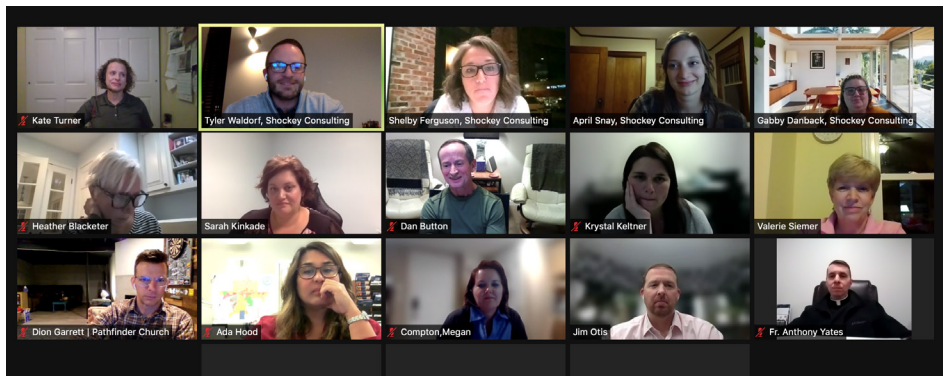 Kate Turner
Tyler Waldorf, Shockey Consulting
Shelby Ferguson, Shockey Consulting
April Snay, Shockey Consulting
Gabby Danback, Shockey Consulting
Heather Blacketer
Sarah Kinkade
Dan Button
Krystal Keltner
Valerie Siemer
Dion Garrett | Pathfinder Church
Ada Hood
Compton,Megan
Jim Otis
Fr. Anthony Yates